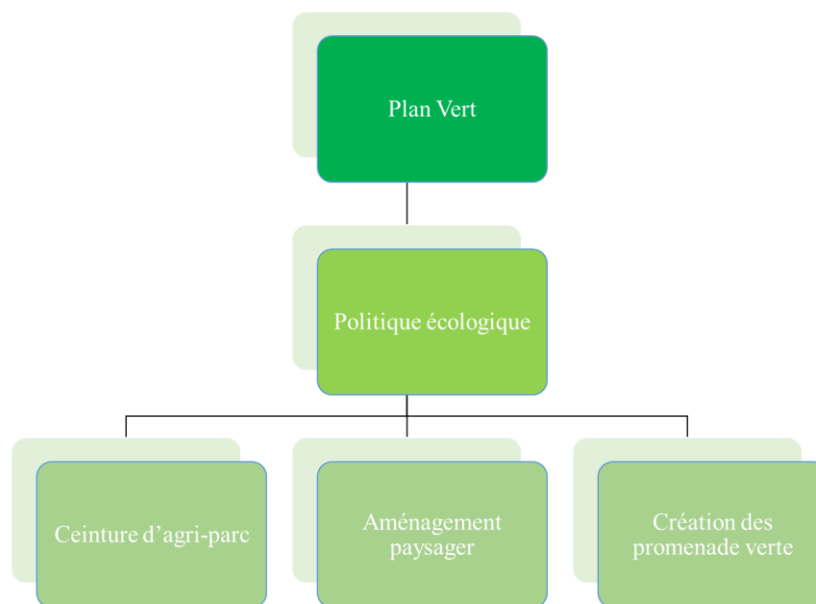 Plan Vert
Politique écologique
Ceinture d'agri-parc
Aménagement
paysager
Création des
promenade verte